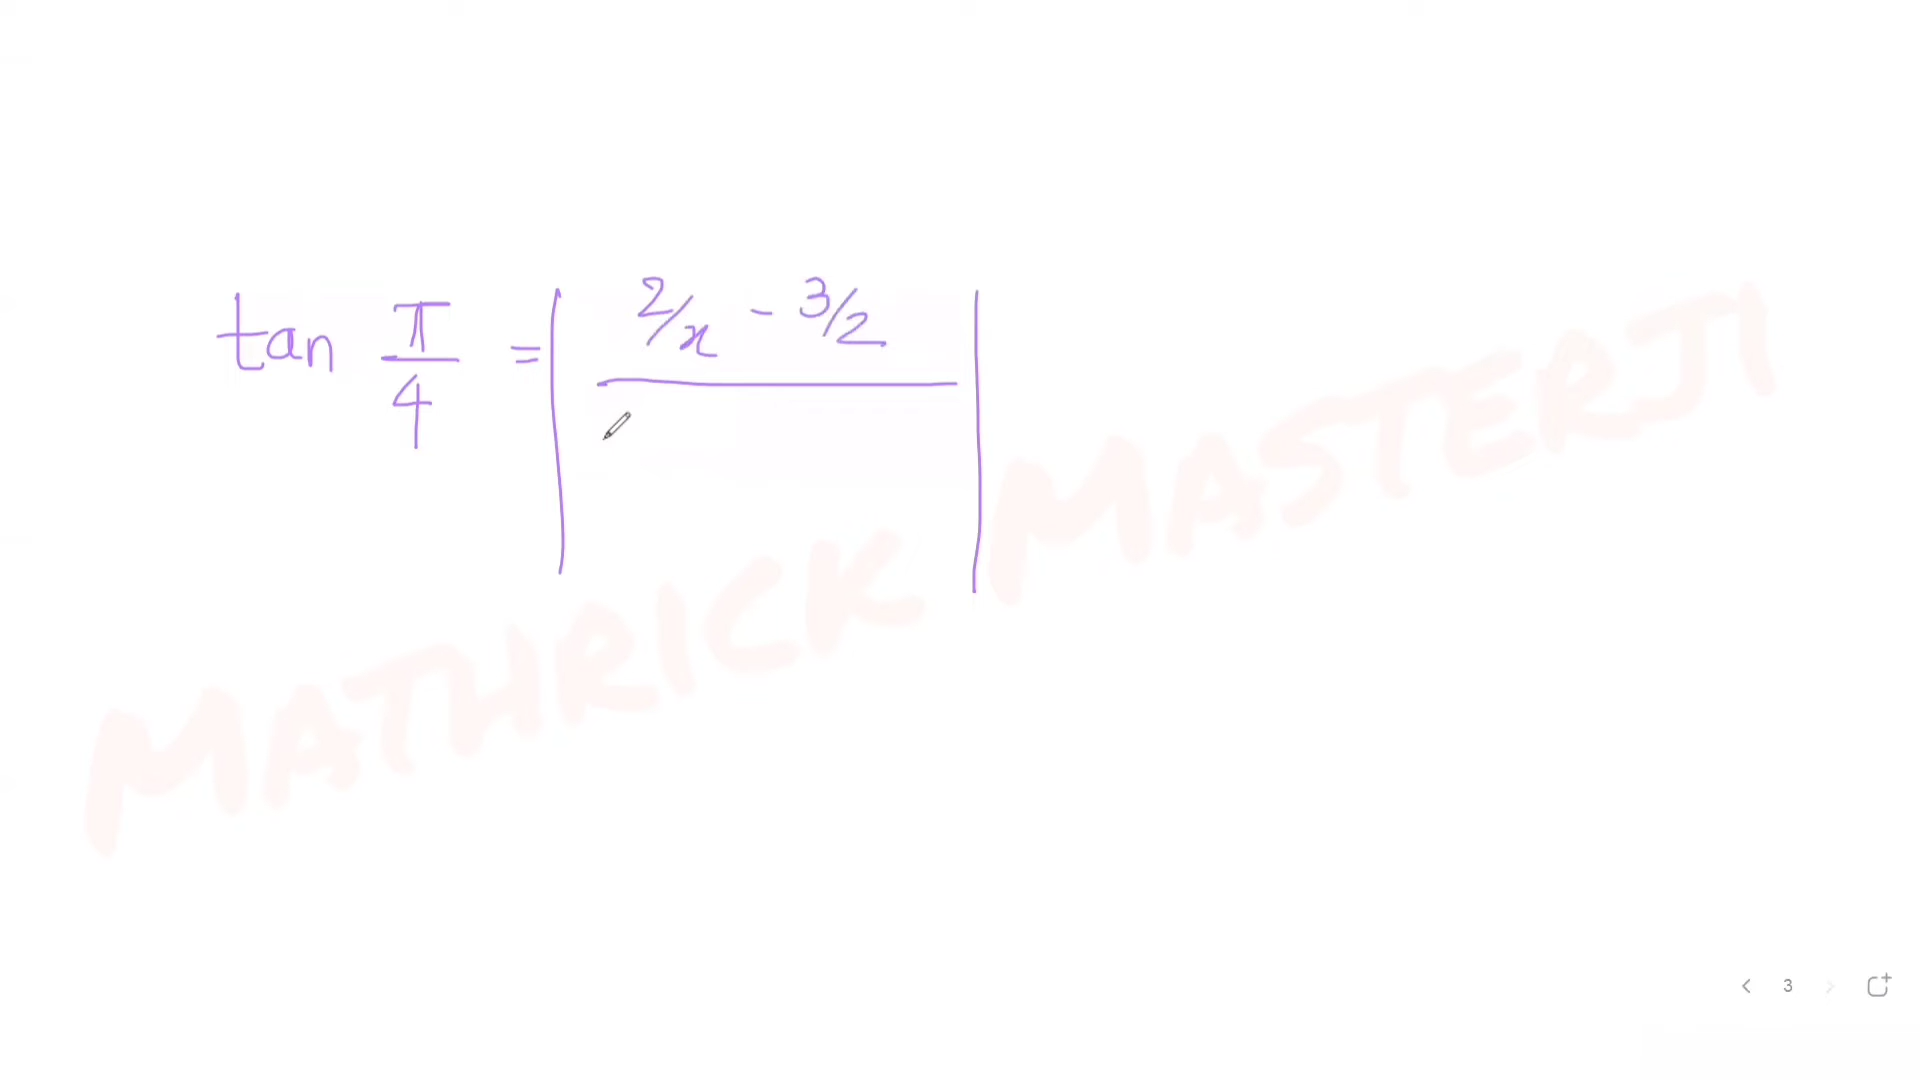 tan π/4 = | 2/x - 3/2 |
MATHRICK MASTERJI
3